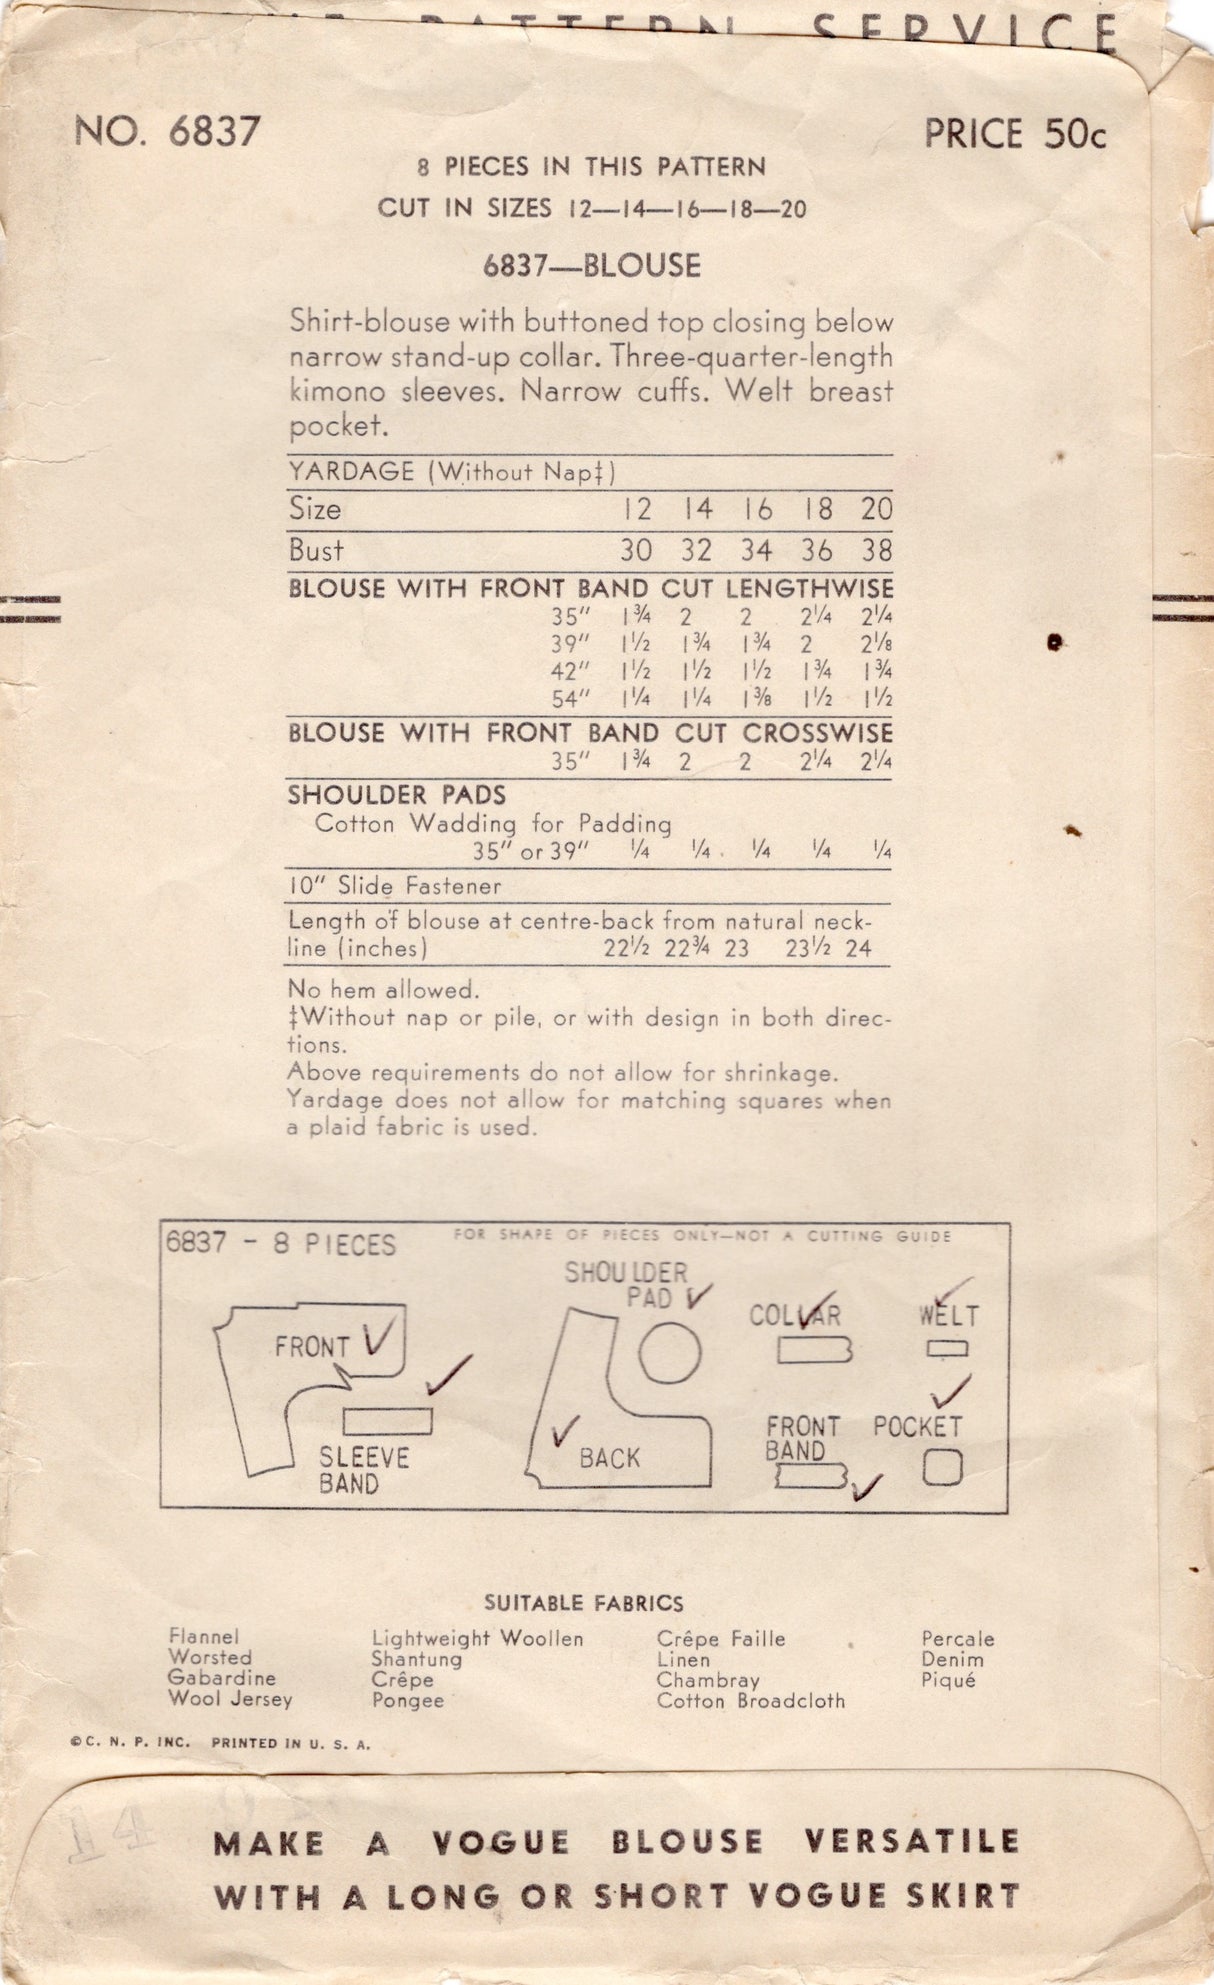 PATTERN SERVICE
NO. 6837
PRICE 50c
8 PIECES IN THIS PATTERN
CUT IN SIZES 12—14—16—18—20
6837—BLOUSE
Shirt-blouse with buttoned top closing below
narrow stand-up collar. Three-quarter-length
kimono sleeves. Narrow cuffs. Welt breast
pocket.
YARDAGE (Without Nap‡)
Size 12 14 16 18 20
Bust 30 32 34 36 38
BLOUSE WITH FRONT BAND CUT LENGTHWISE
35" 1¾ 2 2 2¼ 2¼
39" 1½ 1¾ 1¾ 2 2⅛
42" 1½ 1½ 1½ 1¾ 1¾
54" 1¼ 1¼ 1⅜ 1½ 1½
BLOUSE WITH FRONT BAND CUT CROSSWISE
35" 1¾ 2 2 2¼ 2¼
SHOULDER PADS
Cotton Wadding for Padding
35" or 39" ¼ ¼ ¼ ¼ ¼
10" Slide Fastener
Length of blouse at centre-back from natural neck-
line (inches) 22½ 22¾ 23 23½ 24
No hem allowed.
‡Without nap or pile, or with design in both direc-
tions.
Above requirements do not allow for shrinkage.
Yardage does not allow for matching squares when
a plaid fabric is used.
6837 - 8 PIECES
FOR SHAPE OF PIECES ONLY—NOT A CUTTING GUIDE
FRONT
SLEEVE
BAND
SHOULDER
PAD
BACK
COLLAR
WELT
FRONT
BAND
POCKET
SUITABLE FABRICS
Flannel Lightweight Woollen Crêpe Faille Percale
Worsted Shantung Linen Denim
Gabardine Crêpe Chambray Piqué
Wool Jersey Pongee Cotton Broadcloth
©C. N. P. INC. PRINTED IN U. S. A.
14
MAKE A VOGUE BLOUSE VERSATILE
WITH A LONG OR SHORT VOGUE SKIRT